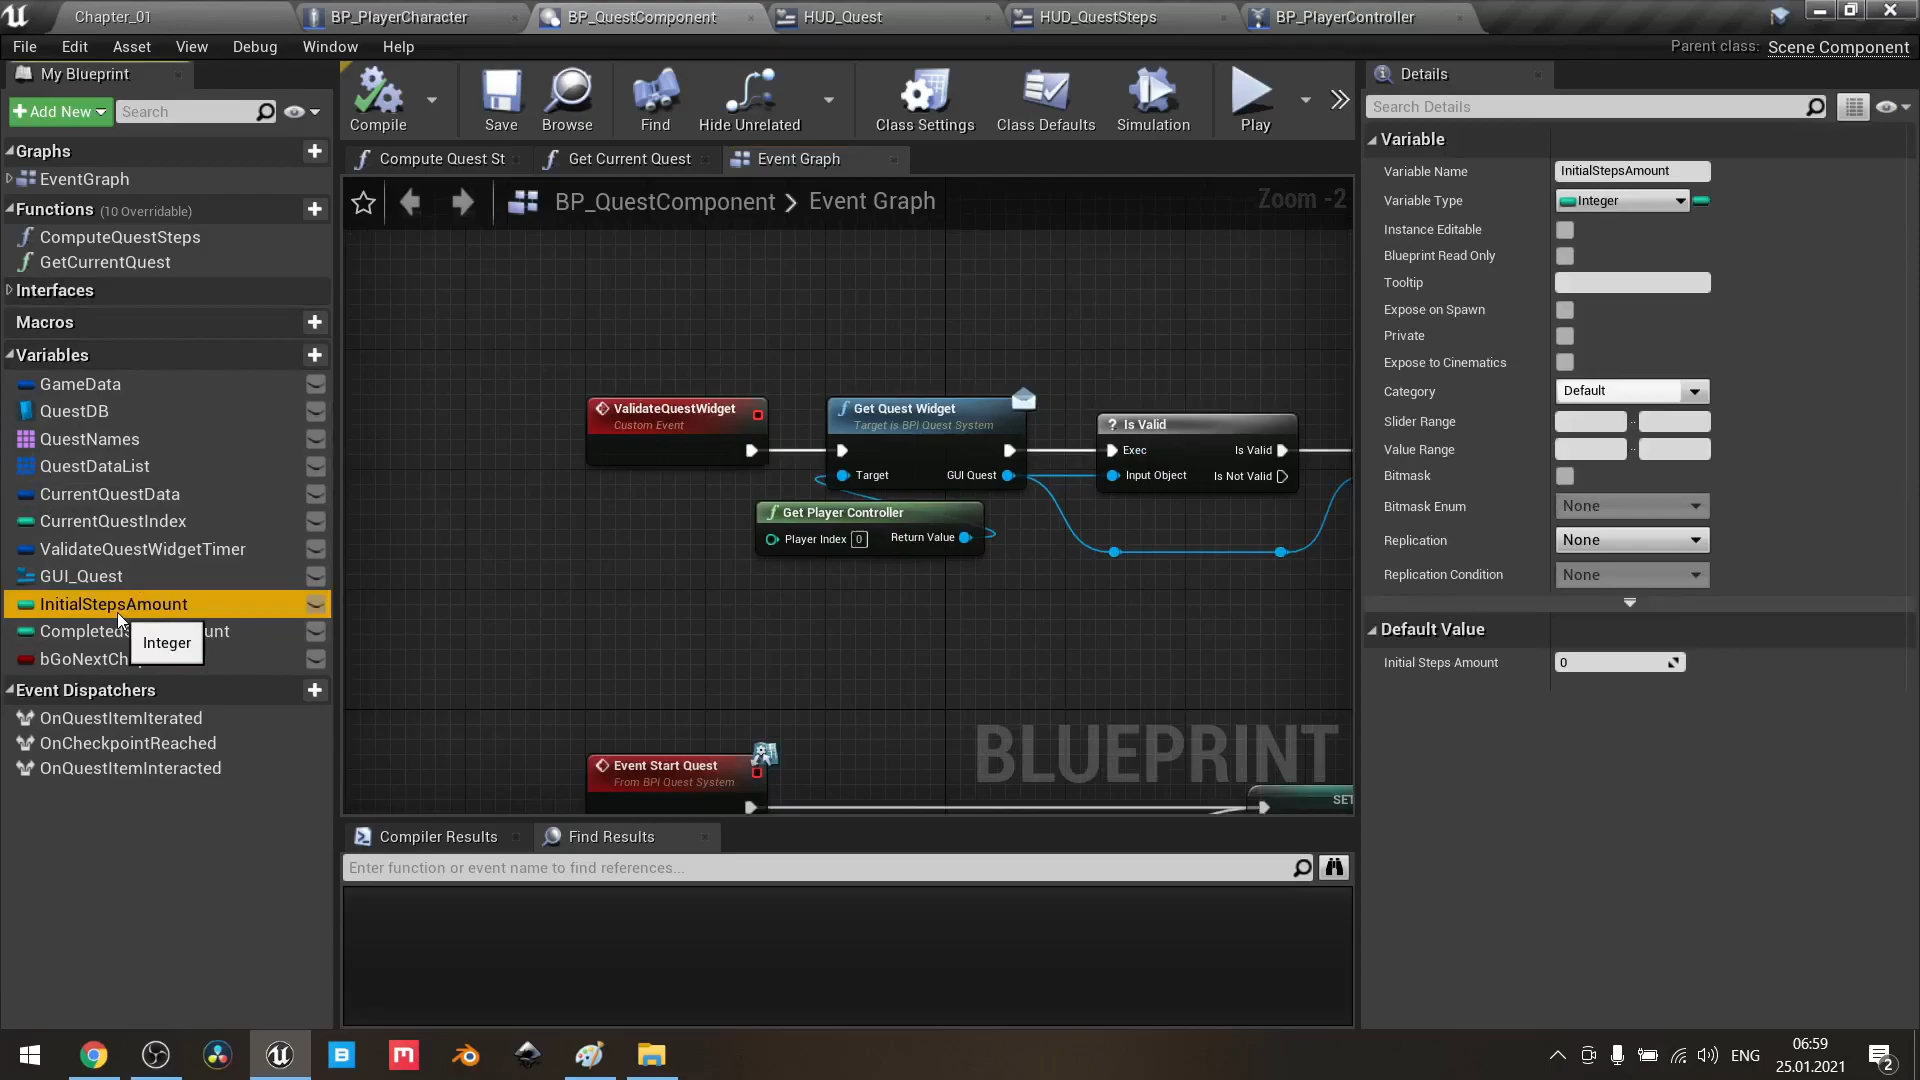 Chapter_01
BP_PlayerCharacter
BP_QuestComponent
HUD_Quest
HUD_QuestSteps
BP_PlayerController
File Edit Asset View Debug Window Help
Parent class: Scene Component
My Blueprint
Add New
Search
Graphs
EventGraph
Functions (10 Overridable)
ComputeQuestSteps
GetCurrentQuest
Interfaces
Macros
Variables
GameData
QuestDB
QuestNames
QuestDataList
CurrentQuestData
CurrentQuestIndex
ValidateQuestWidgetTimer
GUI_Quest
InitialStepsAmount
Completed unt
Integer
bGoNextCh
Event Dispatchers
OnQuestItemIterated
OnCheckpointReached
OnQuestItemInteracted
Compile
Save
Browse
Find
Hide Unrelated
Class Settings
Class Defaults
Simulation
Play
Compute Quest St
Get Current Quest
Event Graph
BP_QuestComponent > Event Graph
Zoom -2
ValidateQuestWidget
Custom Event
Get Quest Widget
Target is BPI Quest System
Target
GUI Quest
? Is Valid
Exec
Is Valid
Input Object
Is Not Valid
Get Player Controller
Player Index 0
Return Value
Event Start Quest
From BPI Quest System
SET
BLUEPRINT
Compiler Results
Find Results
Enter function or event name to find references...
Details
Search Details
Variable
Variable Name InitialStepsAmount
Variable Type Integer
Instance Editable
Blueprint Read Only
Tooltip
Expose on Spawn
Private
Expose to Cinematics
Category Default
Slider Range ..
Value Range ..
Bitmask
Bitmask Enum None
Replication None
Replication Condition None
Default Value
Initial Steps Amount 0
B
m
ENG
06:59
25.01.2021
2